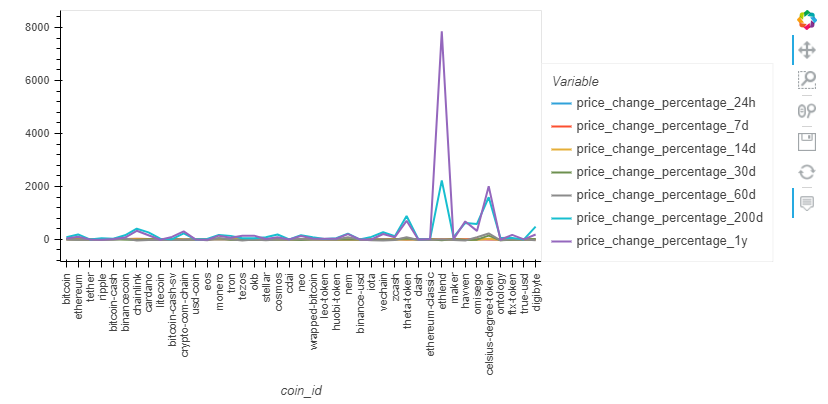 8000
6000
4000
2000
0
Variable
price_change_percentage_24h
price_change_percentage_7d
price_change_percentage_14d
price_change_percentage_30d
price_change_percentage_60d
price_change_percentage_200d
price_change_percentage_1y
bitcoin
ethereum
tether
ripple
bitcoin-cash
binancecoin
chainlink
cardano
litecoin
bitcoin-cash-sv
crypto-com-chain
usd-coin
eos
monero
tron
tezos
okb
stellar
cosmos
cdai
neo
wrapped-bitcoin
leo-token
huobi-token
nem
binance-usd
iota
vechain
zcash
theta-token
dash
ethereum-classic
ethlend
maker
havven
omisego
celsius-degree-token
ontology
ftx-token
true-usd
digibyte
coin_id